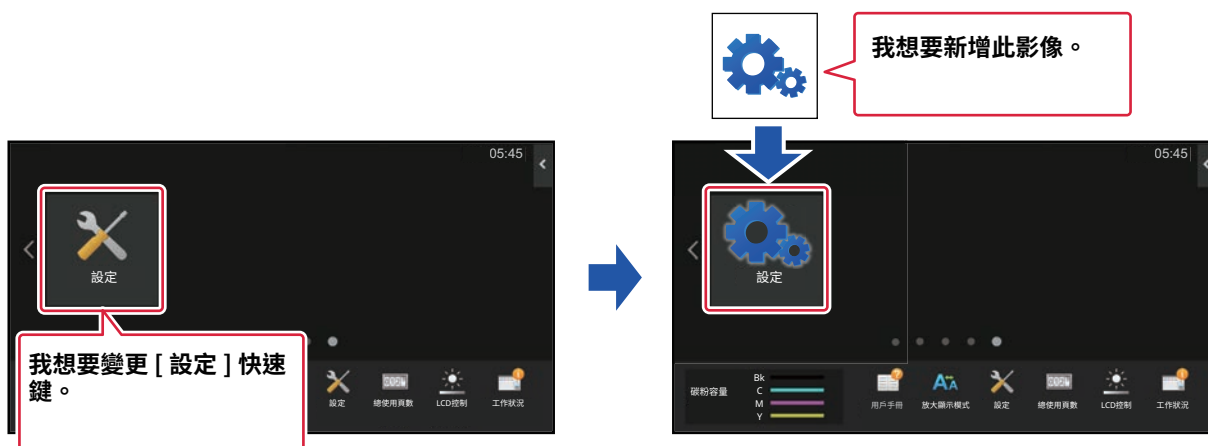 我想要新增此影像。
05:45
設定
我想要變更 [ 設定 ] 快速
鍵。
設定
總使用頁數
LCD控制
工作狀況
05:45
設定
碳粉容量
Bk
C
M
Y
用戶手冊
放大顯示模式
設定
總使用頁數
LCD控制
工作狀況